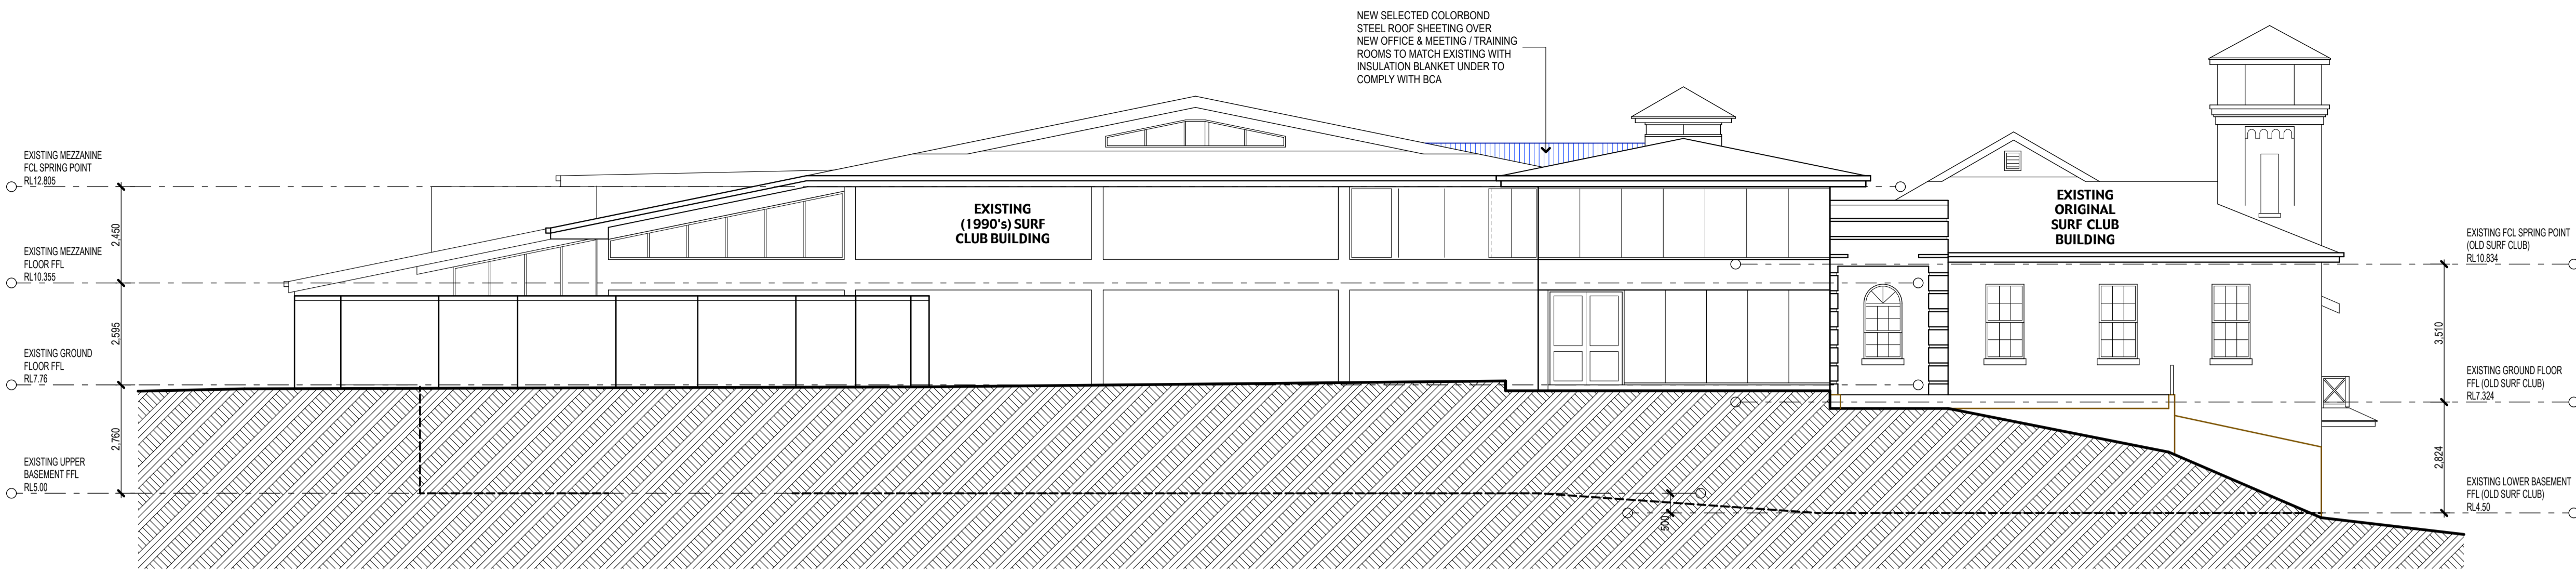 NEW SELECTED COLORBOND
STEEL ROOF SHEETING OVER
NEW OFFICE & MEETING / TRAINING
ROOMS TO MATCH EXISTING WITH
INSULATION BLANKET UNDER TO
COMPLY WITH BCA
EXISTING MEZZANINE
FCL SPRING POINT
RL12.805
2,450
EXISTING MEZZANINE
FLOOR FFL
RL10.355
2,595
EXISTING GROUND
FLOOR FFL
RL7.76
2,760
EXISTING UPPER
BASEMENT FFL
RL5.00
EXISTING
(1990's) SURF
CLUB BUILDING
EXISTING
ORIGINAL
SURF CLUB
BUILDING
500
EXISTING FCL SPRING POINT
(OLD SURF CLUB)
RL10.834
3,510
EXISTING GROUND FLOOR
FFL (OLD SURF CLUB)
RL7.324
2,824
EXISTING LOWER BASEMENT
FFL (OLD SURF CLUB)
RL4.50